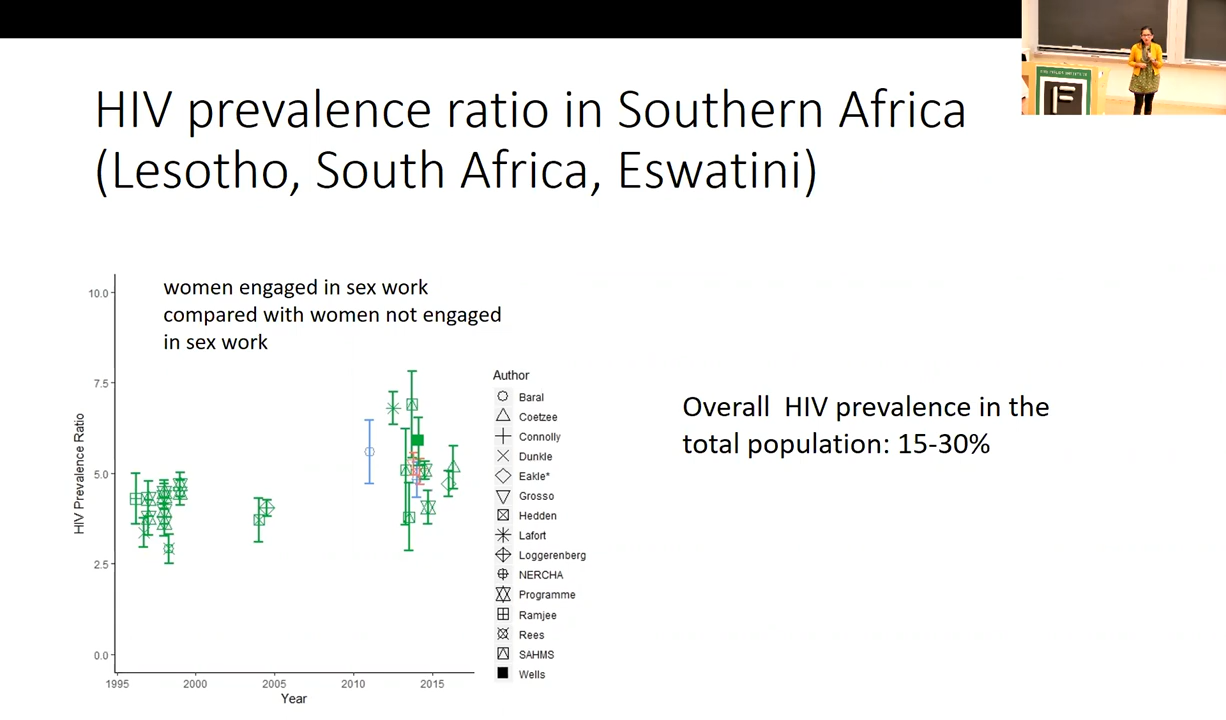 HIV prevalence ratio in Southern Africa
(Lesotho, South Africa, Eswatini)
women engaged in sex work
compared with women not engaged
in sex work
10.0
7.5
5.0
2.5
0.0
HIV Prevalence Ratio
1995
2000
2005
2010
2015
Year
Author
Baral
Coetzee
Connolly
Dunkle
Eakle*
Grosso
Hedden
Lafort
Loggerenberg
NERCHA
Programme
Ramjee
Rees
SAHMS
Wells
Overall HIV prevalence in the
total population: 15-30%